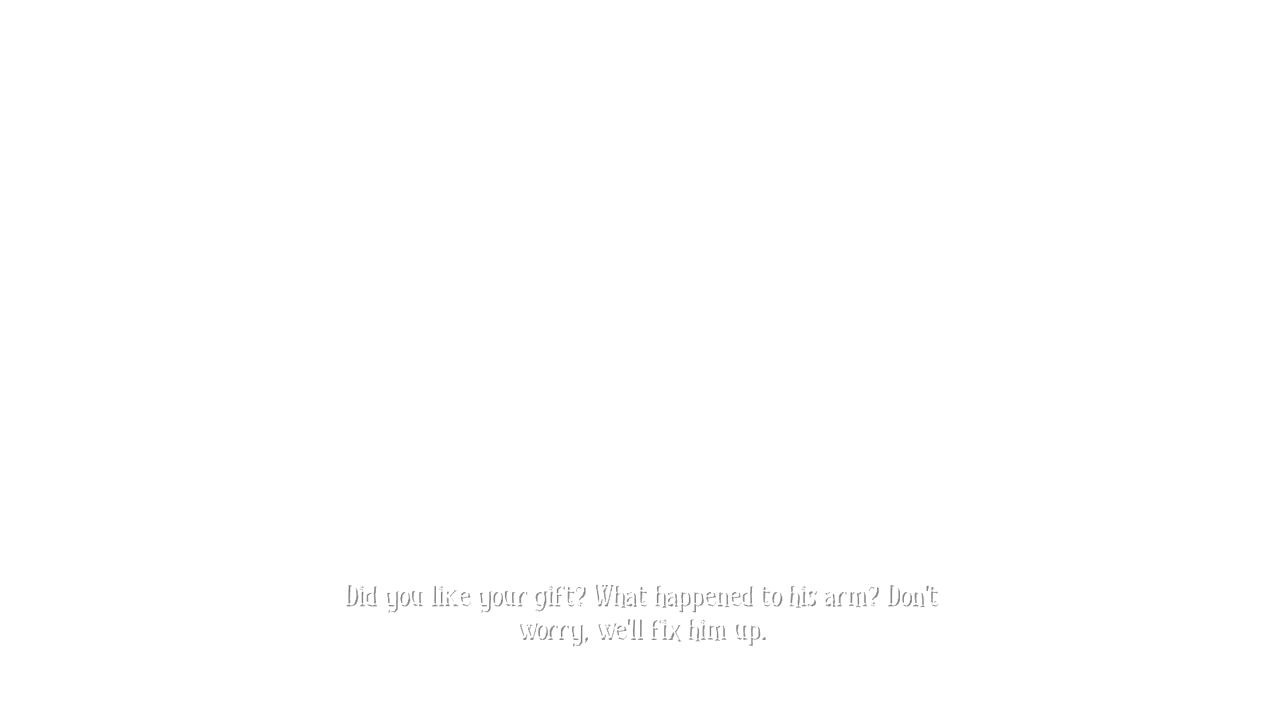 Did you like your gift? What happened to his arm? Don't
worry, we'll fix him up.